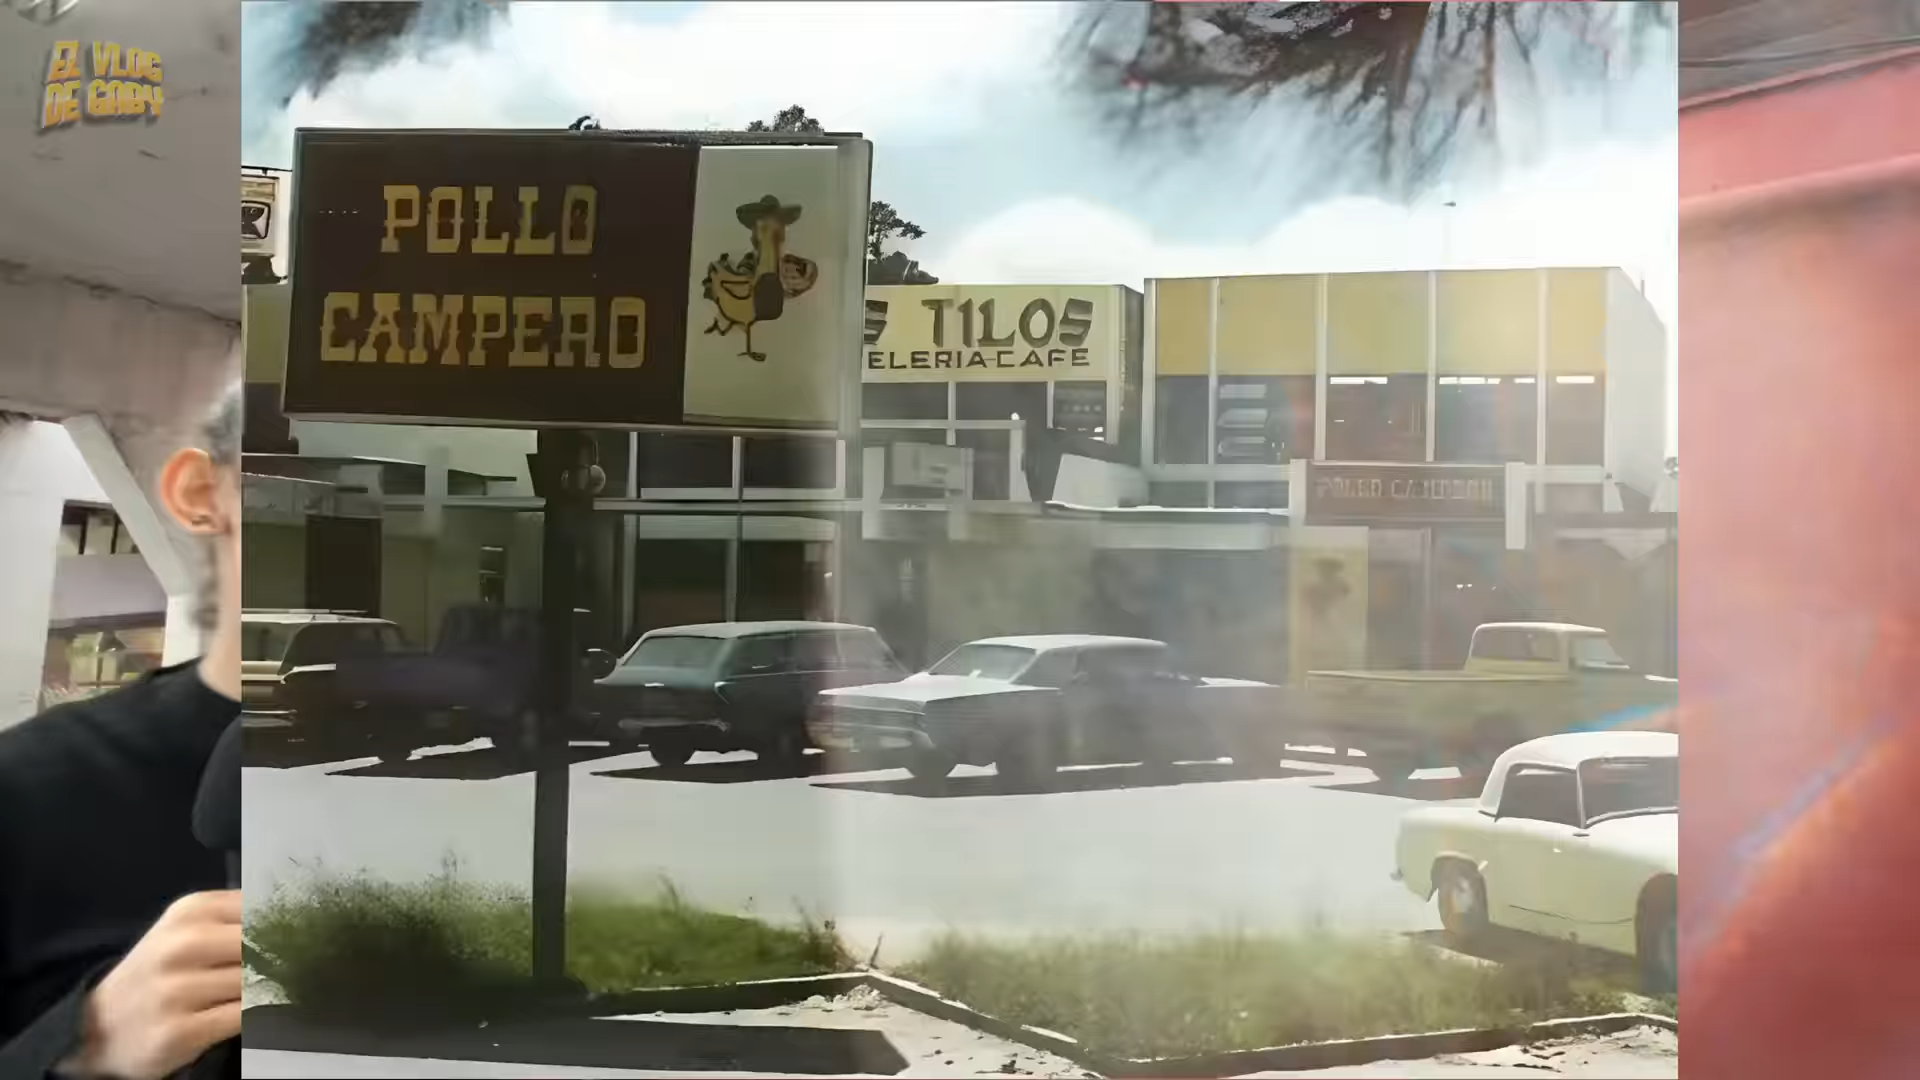 EL VLOG
DE GABY
POLLO
CAMPERO
S TILOS
ELERIA-CAFE